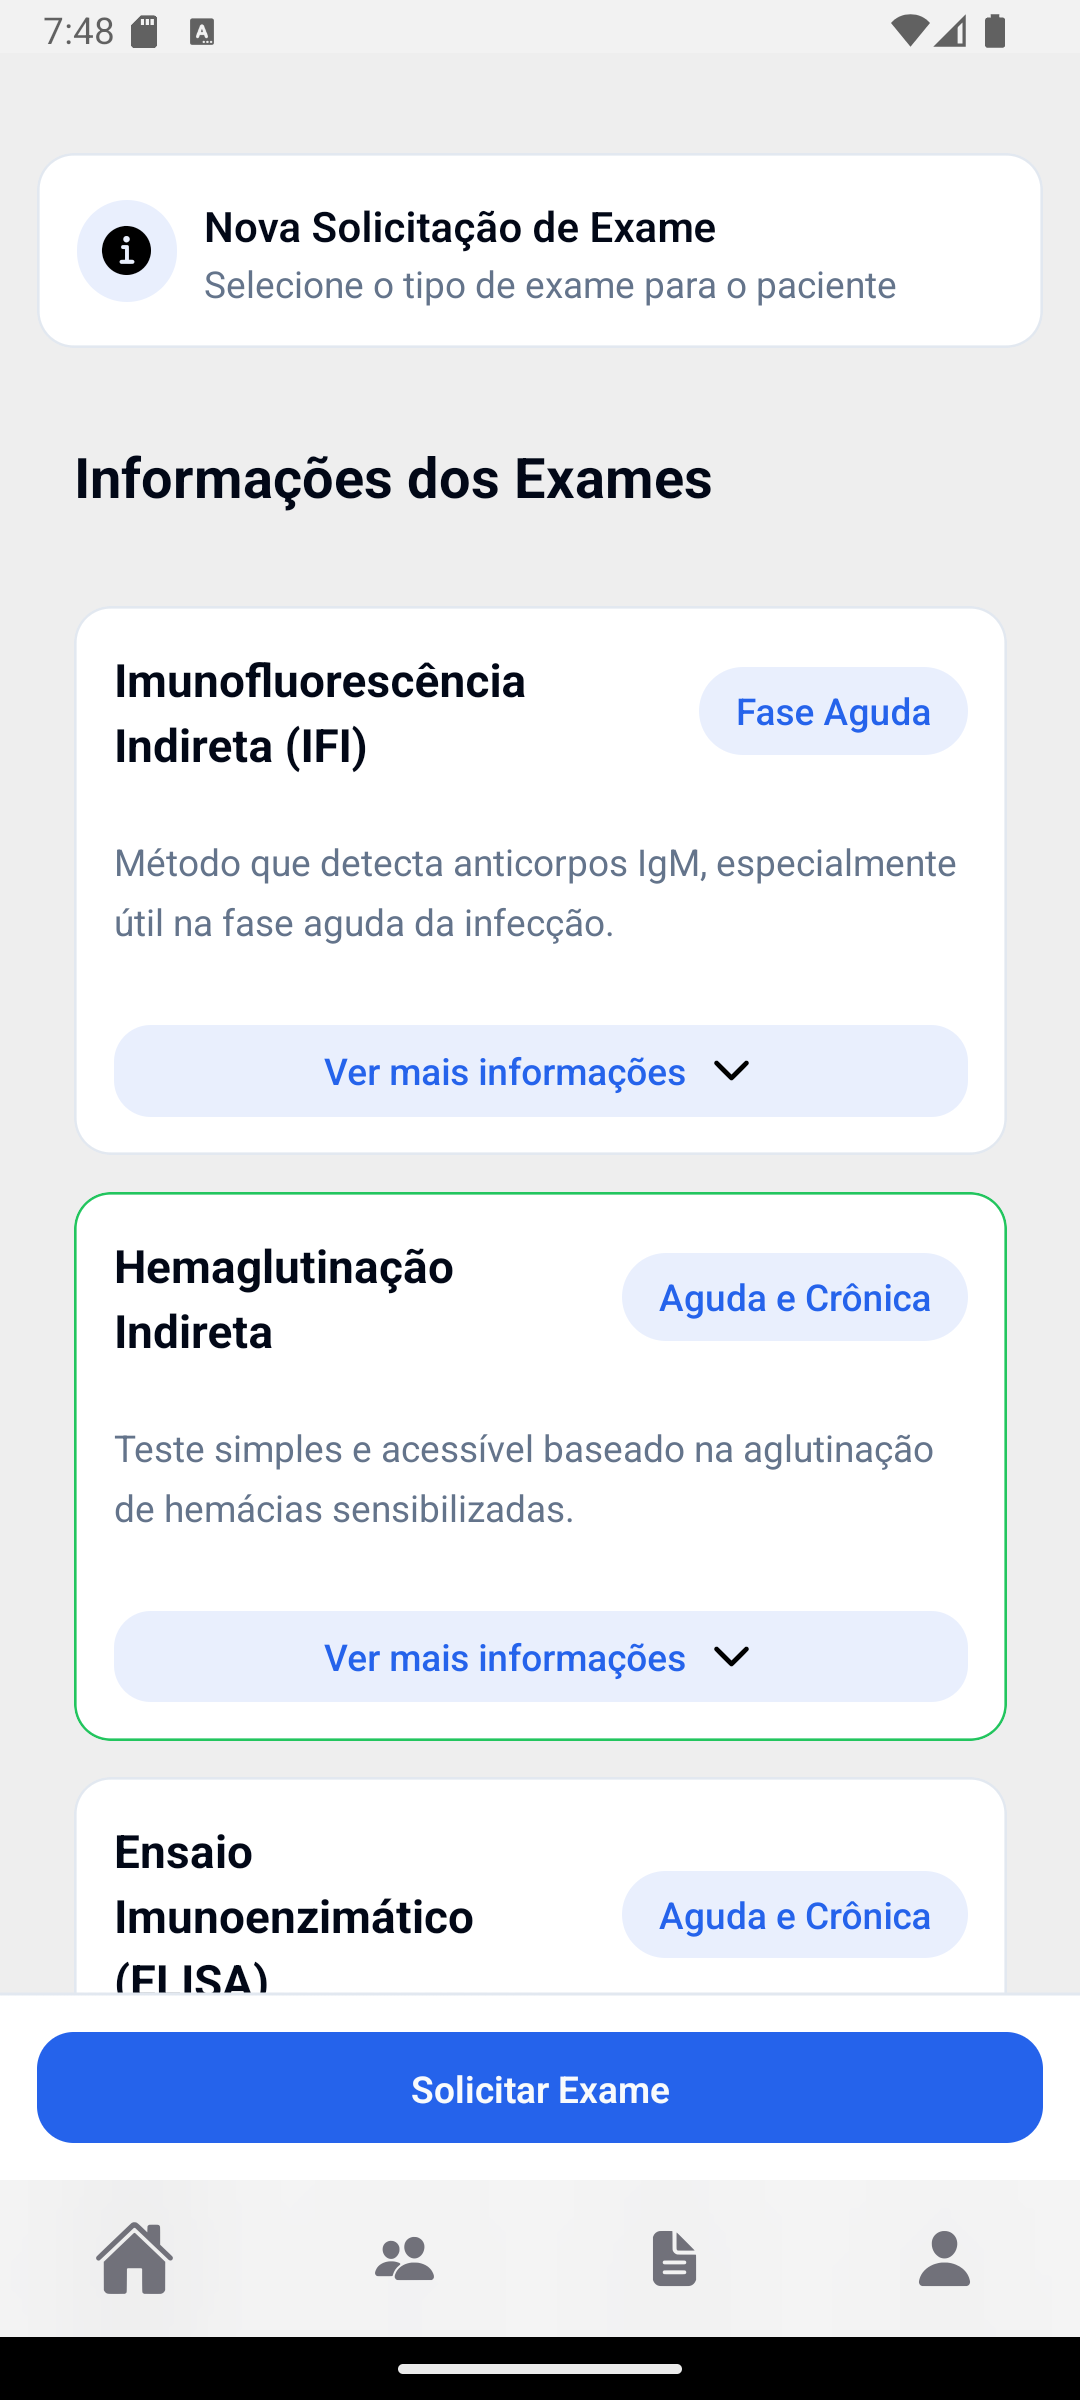 7:48
Nova Solicitação de Exame
Selecione o tipo de exame para o paciente
Informações dos Exames
Imunofluorescência
Indireta (IFI)
Fase Aguda
Método que detecta anticorpos IgM, especialmente
útil na fase aguda da infecção.
Ver mais informações
Hemaglutinação
Indireta
Aguda e Crônica
Teste simples e acessível baseado na aglutinação
de hemácias sensibilizadas.
Ver mais informações
Ensaio
Imunoenzimático
(ELISA)
Aguda e Crônica
Solicitar Exame